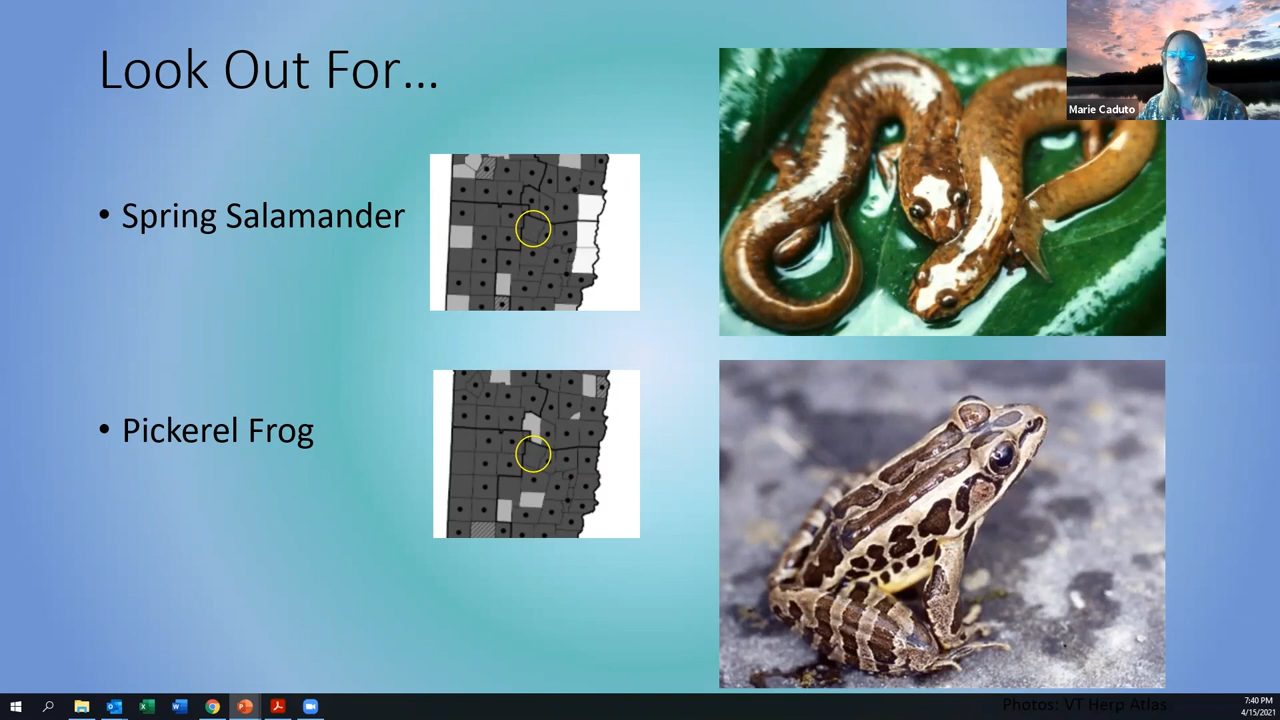 Look Out For...
Marie Caduto
• Spring Salamander
• Pickerel Frog
Photos: VT Herp Atlas
7:40 PM
4/15/2021